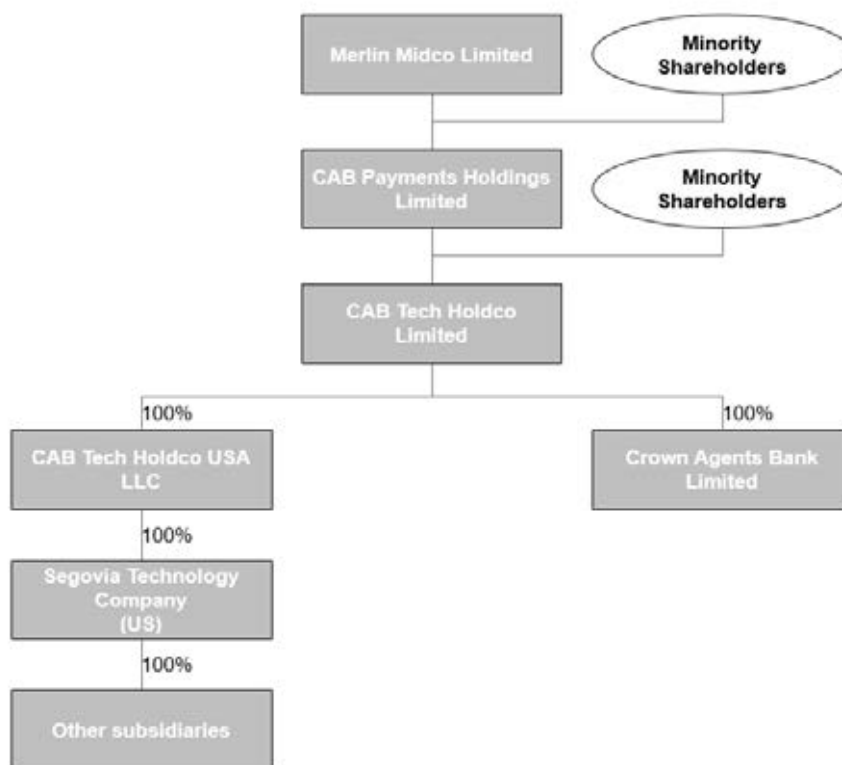 Merlin Midco Limited
Minority
Shareholders
CAB Payments Holdings
Limited
Minority
Shareholders
CAB Tech Holdco
Limited
100%
100%
CAB Tech Holdco USA
LLC
Crown Agents Bank
Limited
100%
Segovia Technology
Company
(US)
100%
Other subsidiaries